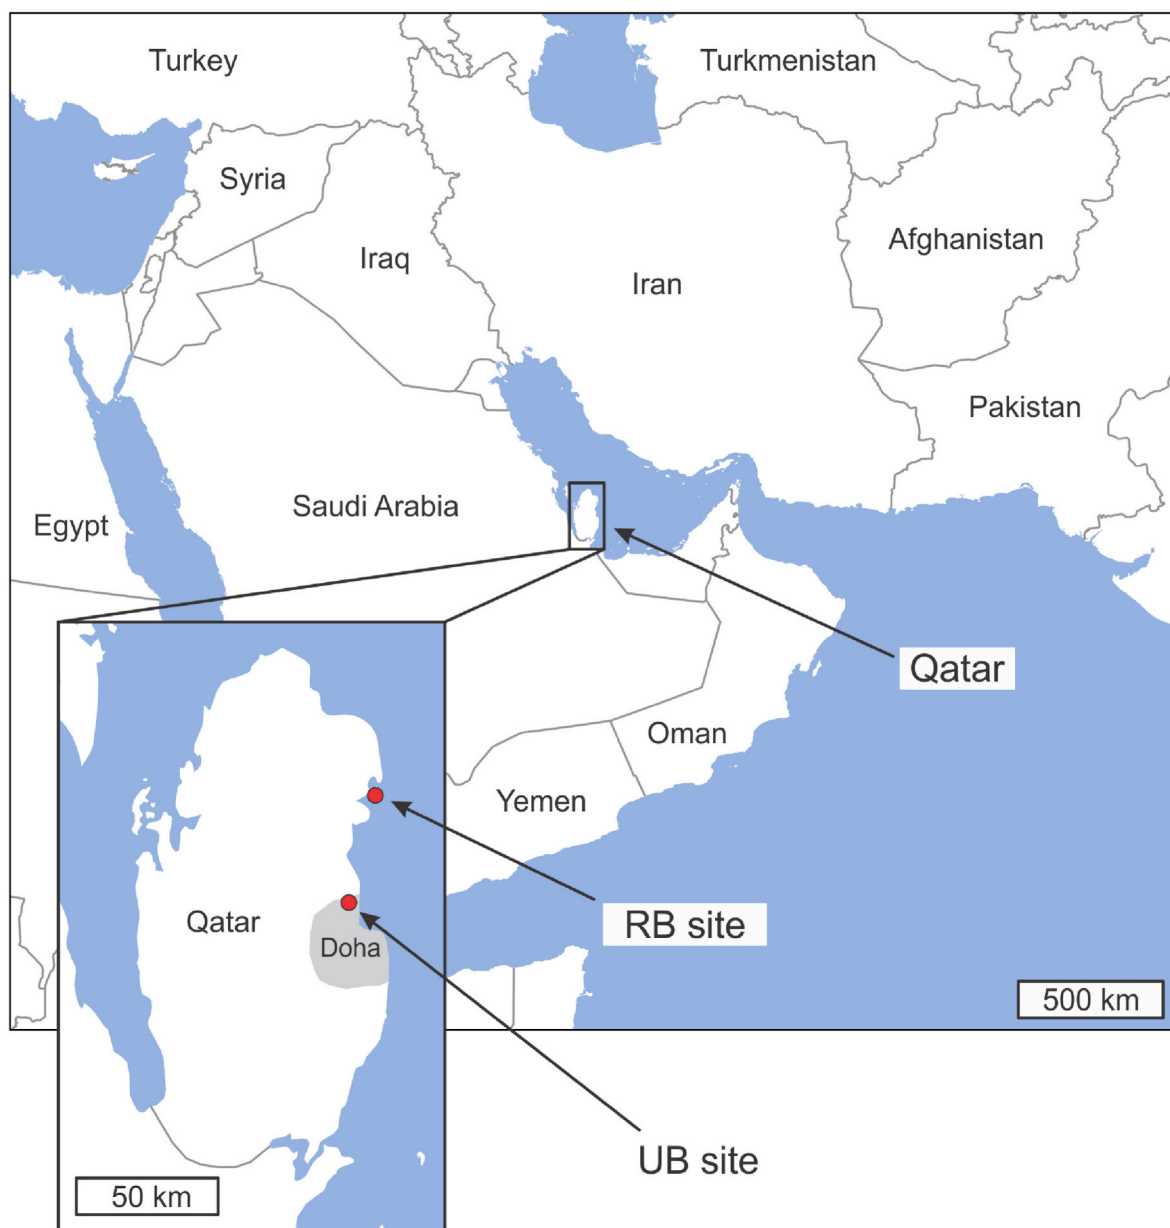 Turkey
Turkmenistan
Syria
Afghanistan
Iraq
Iran
Pakistan
Saudi Arabia
Egypt
Qatar
Oman
Yemen
RB site
Qatar
Doha
500 km
UB site
50 km